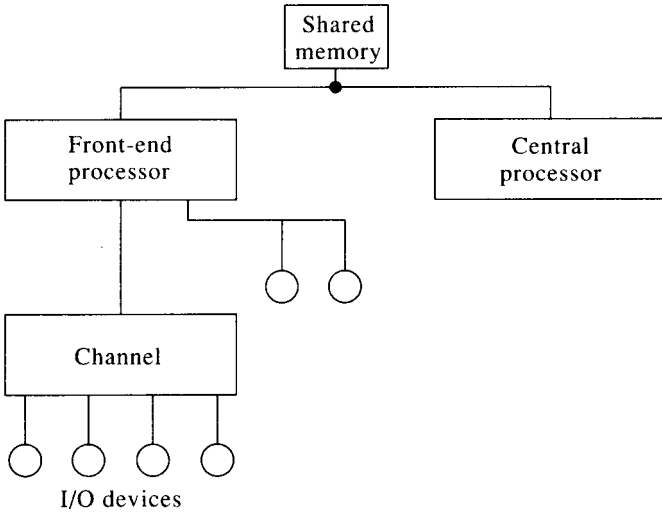 Shared
memory
Front-end
processor
Central
processor
Channel
I/O devices